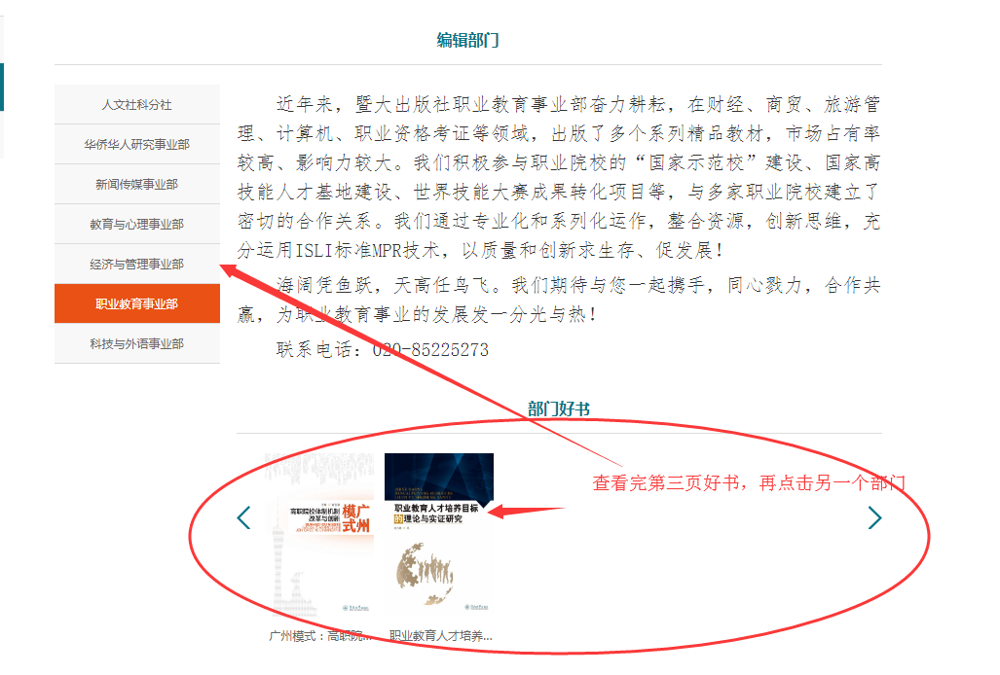 编辑部门
人文社科分社
华侨华人研究事业部
新闻传媒事业部
教育与心理事业部
经济与管理事业部
职业教育事业部
科技与外语事业部
近年来，暨大出版社职业教育事业部奋力耕耘，在财经、商贸、旅游管
理、计算机、职业资格考证等领域，出版了多个系列精品教材，市场占有率
较高、影响力较大。我们积极参与职业院校的“国家示范校”建设、国家高
技能人才基地建设、世界技能大赛成果转化项目等，与多家职业院校建立了
密切的合作关系。我们通过专业化和系列化运作，整合资源，创新思维，充
分运用ISLI标准MPR技术，以质量和创新求生存、促发展！
海阔凭鱼跃，天高任鸟飞。我们期待与您一起携手，同心戮力，合作共
赢，为职业教育事业的发展发一分光与热！
联系电话：020-85225273
部门好书
查看完第三页好书，再点击另一个部门
高职院校体制机制
改革与创新
广州
模式
职业教育人才培养目标
的理论与实证研究
广州模式：高职院...
职业教育人才培养...